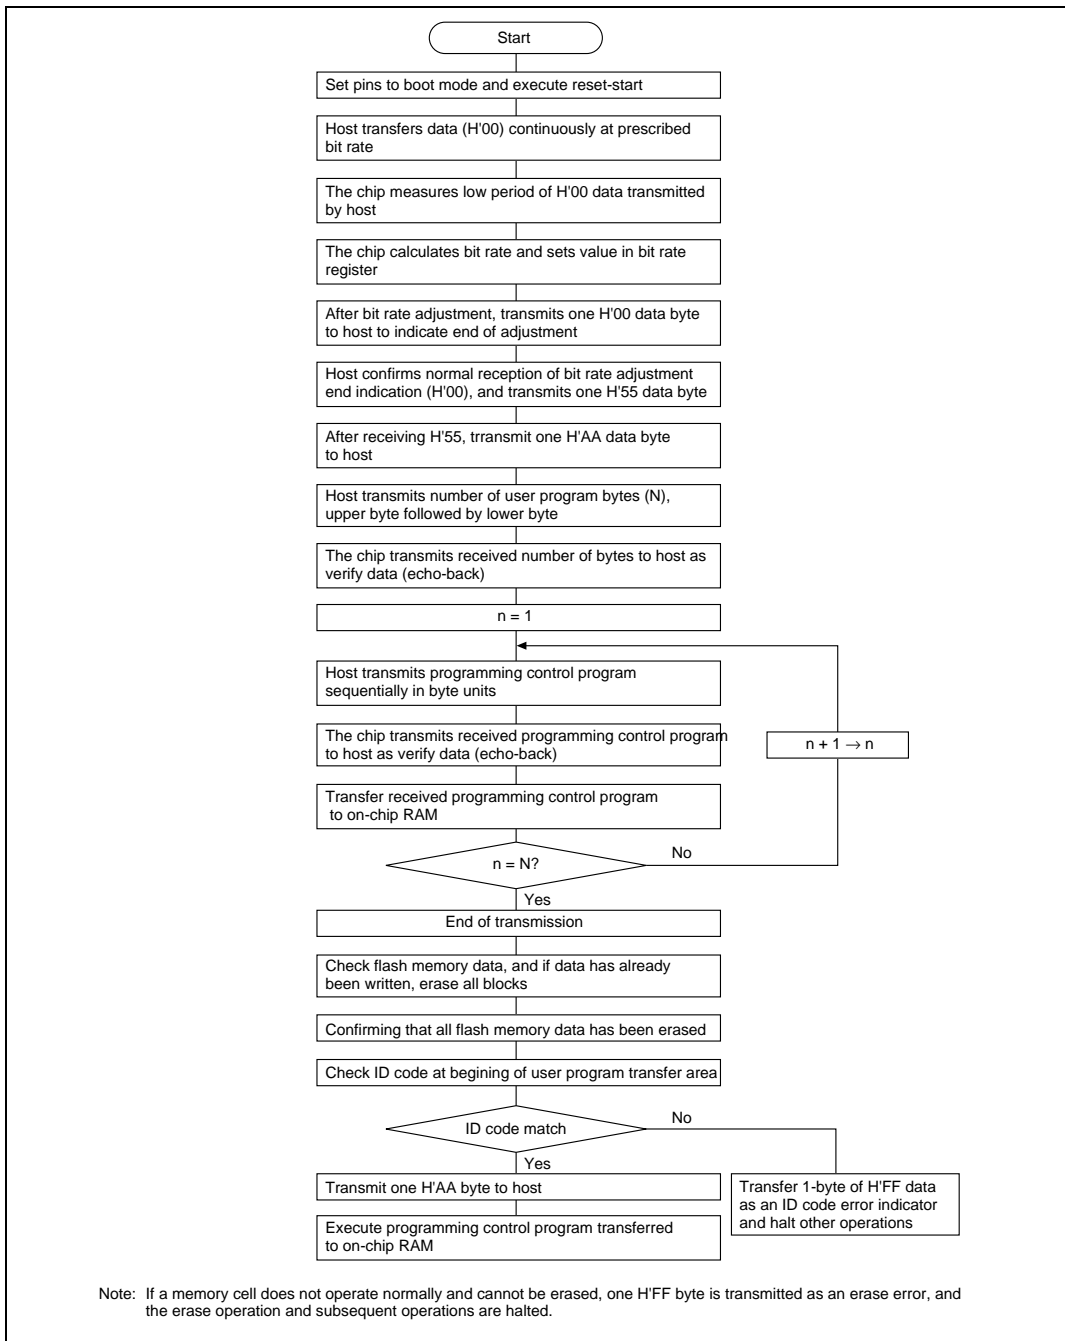 Start
Set pins to boot mode and execute reset-start
Host transfers data (H'00) continuously at prescribed
bit rate
The chip measures low period of H'00 data transmitted
by host
The chip calculates bit rate and sets value in bit rate
register
After bit rate adjustment, transmits one H'00 data byte
to host to indicate end of adjustment
Host confirms normal reception of bit rate adjustment
end indication (H'00), and transmits one H'55 data byte
After receiving H'55, trransmit one H'AA data byte
to host
Host transmits number of user program bytes (N),
upper byte followed by lower byte
The chip transmits received number of bytes to host as
verify data (echo-back)
n = 1
Host transmits programming control program
sequentially in byte units
The chip transmits received programming control program
to host as verify data (echo-back)
n + 1 → n
Transfer received programming control program
to on-chip RAM
n = N?
No
Yes
End of transmission
Check flash memory data, and if data has already
been written, erase all blocks
Confirming that all flash memory data has been erased
Check ID code at begining of user program transfer area
ID code match
No
Yes
Transmit one H'AA byte to host
Transfer 1-byte of H'FF data
as an ID code error indicator
and halt other operations
Execute programming control program transferred
to on-chip RAM
Note: If a memory cell does not operate normally and cannot be erased, one H'FF byte is transmitted as an erase error, and
the erase operation and subsequent operations are halted.